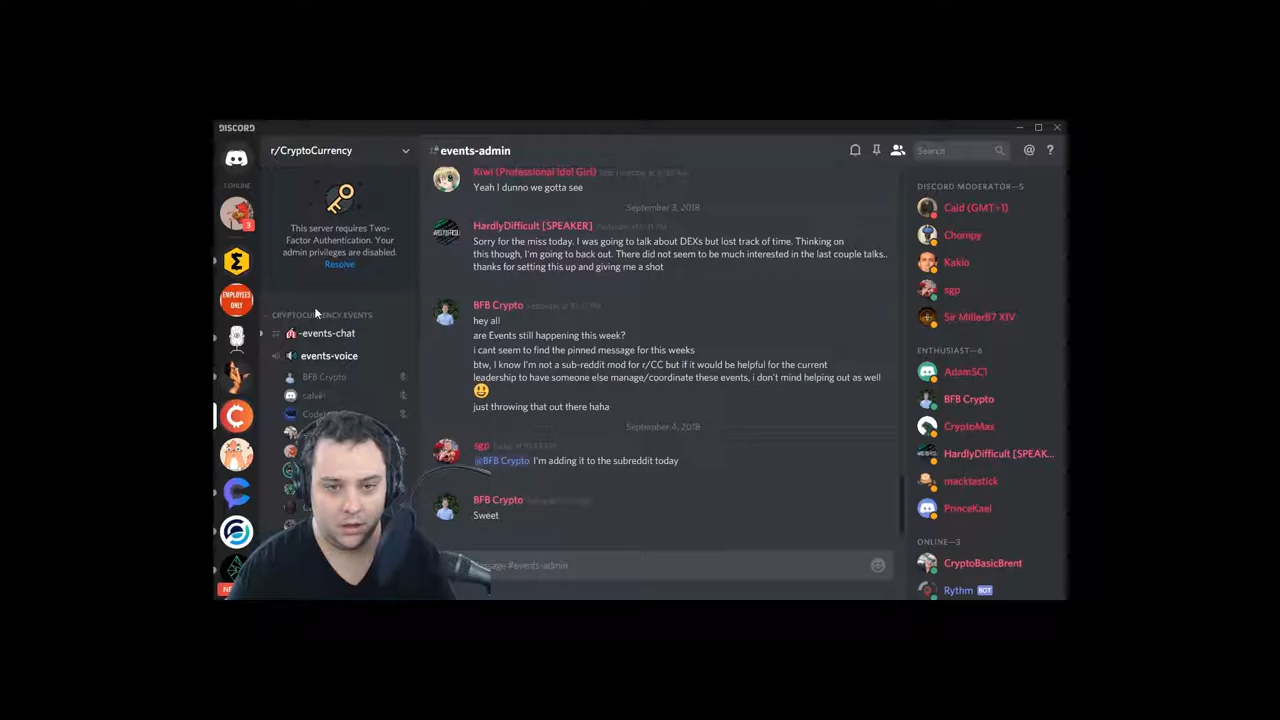 DISCORD
r/CryptoCurrency
events-admin
Search
1 ONLINE
3
This server requires Two-
Factor Authentication. Your
admin privileges are disabled.
Resolve
EMPLOYEES
ONLY
CRYPTOCURRENCY EVENTS
-events-chat
events-voice
BFB Crypto
calvin
Kiwi (Professional Idol Girl)
Yeah I dunno we gotta see
September 3, 2018
HardlyDifficult [SPEAKER]
Sorry for the miss today. I was going to talk about DEXs but lost track of time. Thinking on
this though, I'm going to back out. There did not seem to be much interested in the last couple talks..
thanks for setting this up and giving me a shot
BFB Crypto
hey all
are Events still happening this week?
i cant seem to find the pinned message for this weeks
btw, I know I'm not a sub-reddit mod for r/CC but if it would be helpful for the current
leadership to have someone else manage/coordinate these events, i don't mind helping out as well
just throwing that out there haha
September 4, 2018
sgp
@BFB Crypto I'm adding it to the subreddit today
BFB Crypto
Sweet
Message #events-admin
DISCORD MODERATOR—5
Cald (GMT+1)
Chompy
Kakio
sgp
Sir MillerB7 XIV
ENTHUSIAST—6
AdamSC1
BFB Crypto
CryptoMax
HardlyDifficult [SPEAK...
macktastick
PrinceKael
ONLINE—3
CryptoBasicBrent
Rythm BOT